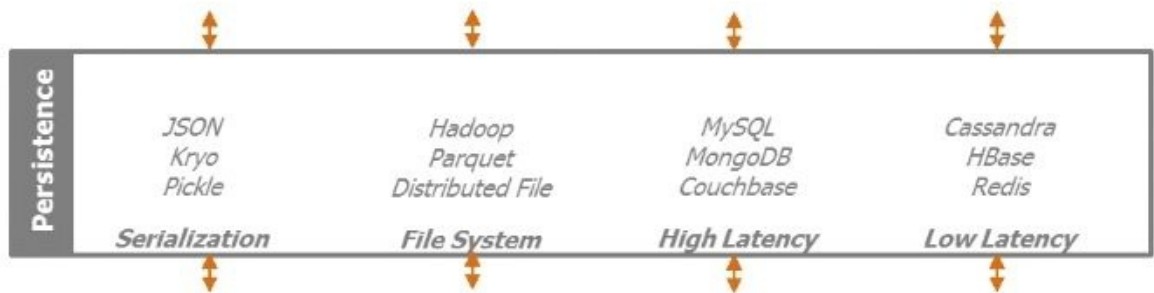 Persistence
JSON
Kryo
Pickle
Serialization
Hadoop
Parquet
Distributed File
File System
MySQL
MongoDB
Couchbase
High Latency
Cassandra
HBase
Redis
Low Latency